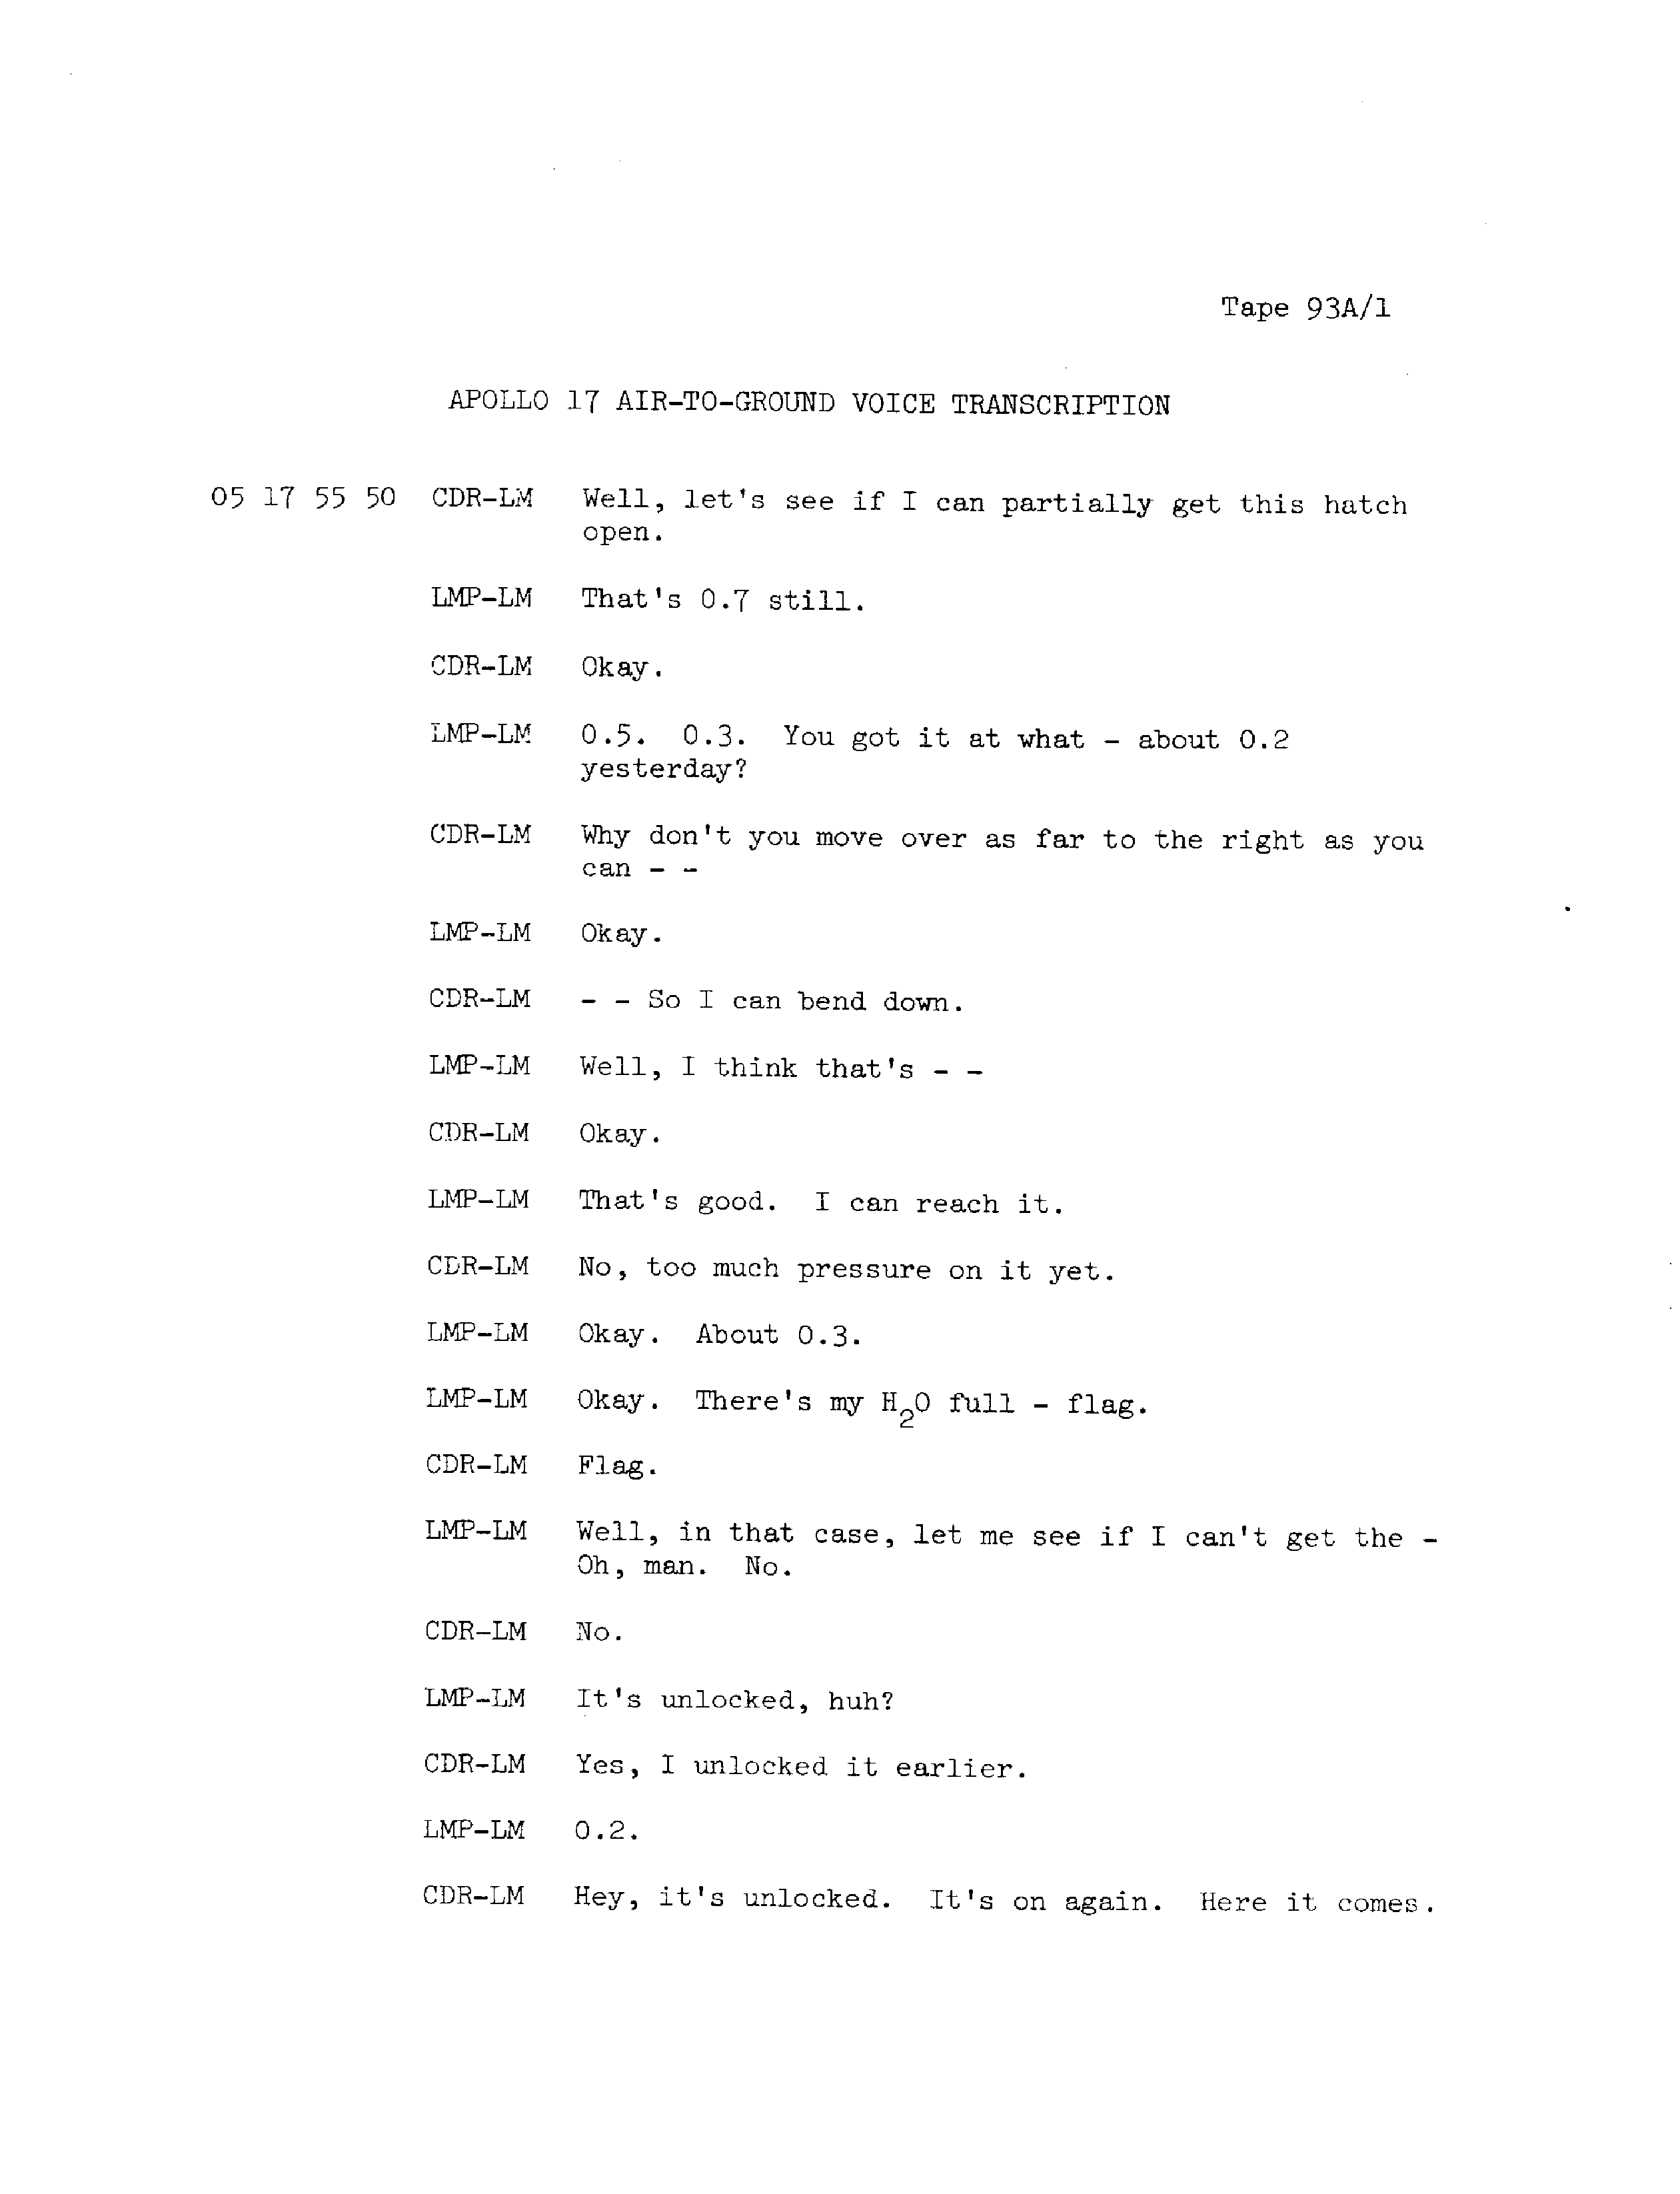 Tape 93A/1
APOLLO 17 AIR-TO-GROUND VOICE TRANSCRIPTION
05 17 55 50 CDR-LM Well, let's see if I can partially get this hatch
open.
LMP-LM That's 0.7 still.
CDR-LM Okay.
LMP-LM 0.5. 0.3. You got it at what - about 0.2
yesterday?
CDR-LM Why don't you move over as far to the right as you
can - -
LMP-LM Okay.
CDR-LM - - So I can bend down.
LMP-LM Well, I think that's - -
CDR-LM Okay.
LMP-LM That's good. I can reach it.
CDR-LM No, too much pressure on it yet.
LMP-LM Okay. About 0.3.
LMP-LM Okay. There's my H₂O full - flag.
CDR-LM Flag.
LMP-LM Well, in that case, let me see if I can't get the -
Oh, man. No.
CDR-LM No.
LMP-LM It's unlocked, huh?
CDR-LM Yes, I unlocked it earlier.
LMP-LM 0.2.
CDR-LM Hey, it's unlocked. It's on again. Here it comes.